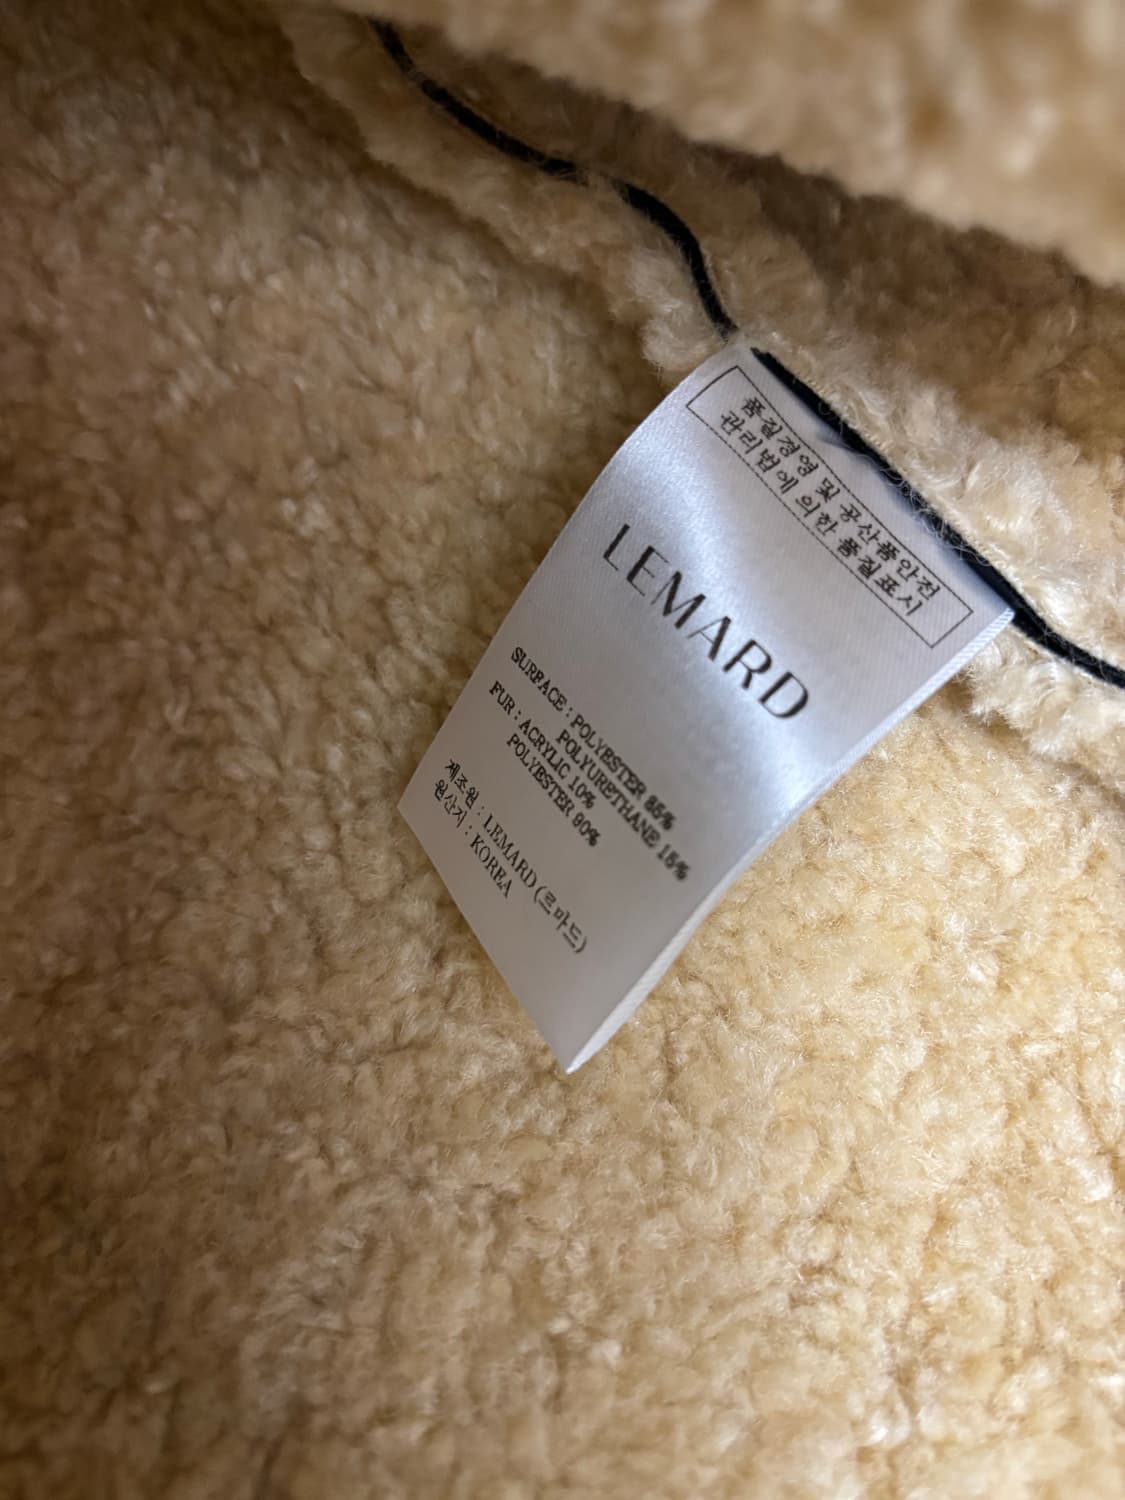 품질경영 및 공산품안전
관리법에 의한 품질표시
LEMARD
SURFACE : POLYESTER 85%
POLYURETHANE 15%
FUR : ACRYLIC 10%
POLYESTER 90%
제조원 : LEMARD (르마드)
원산지 : KOREA